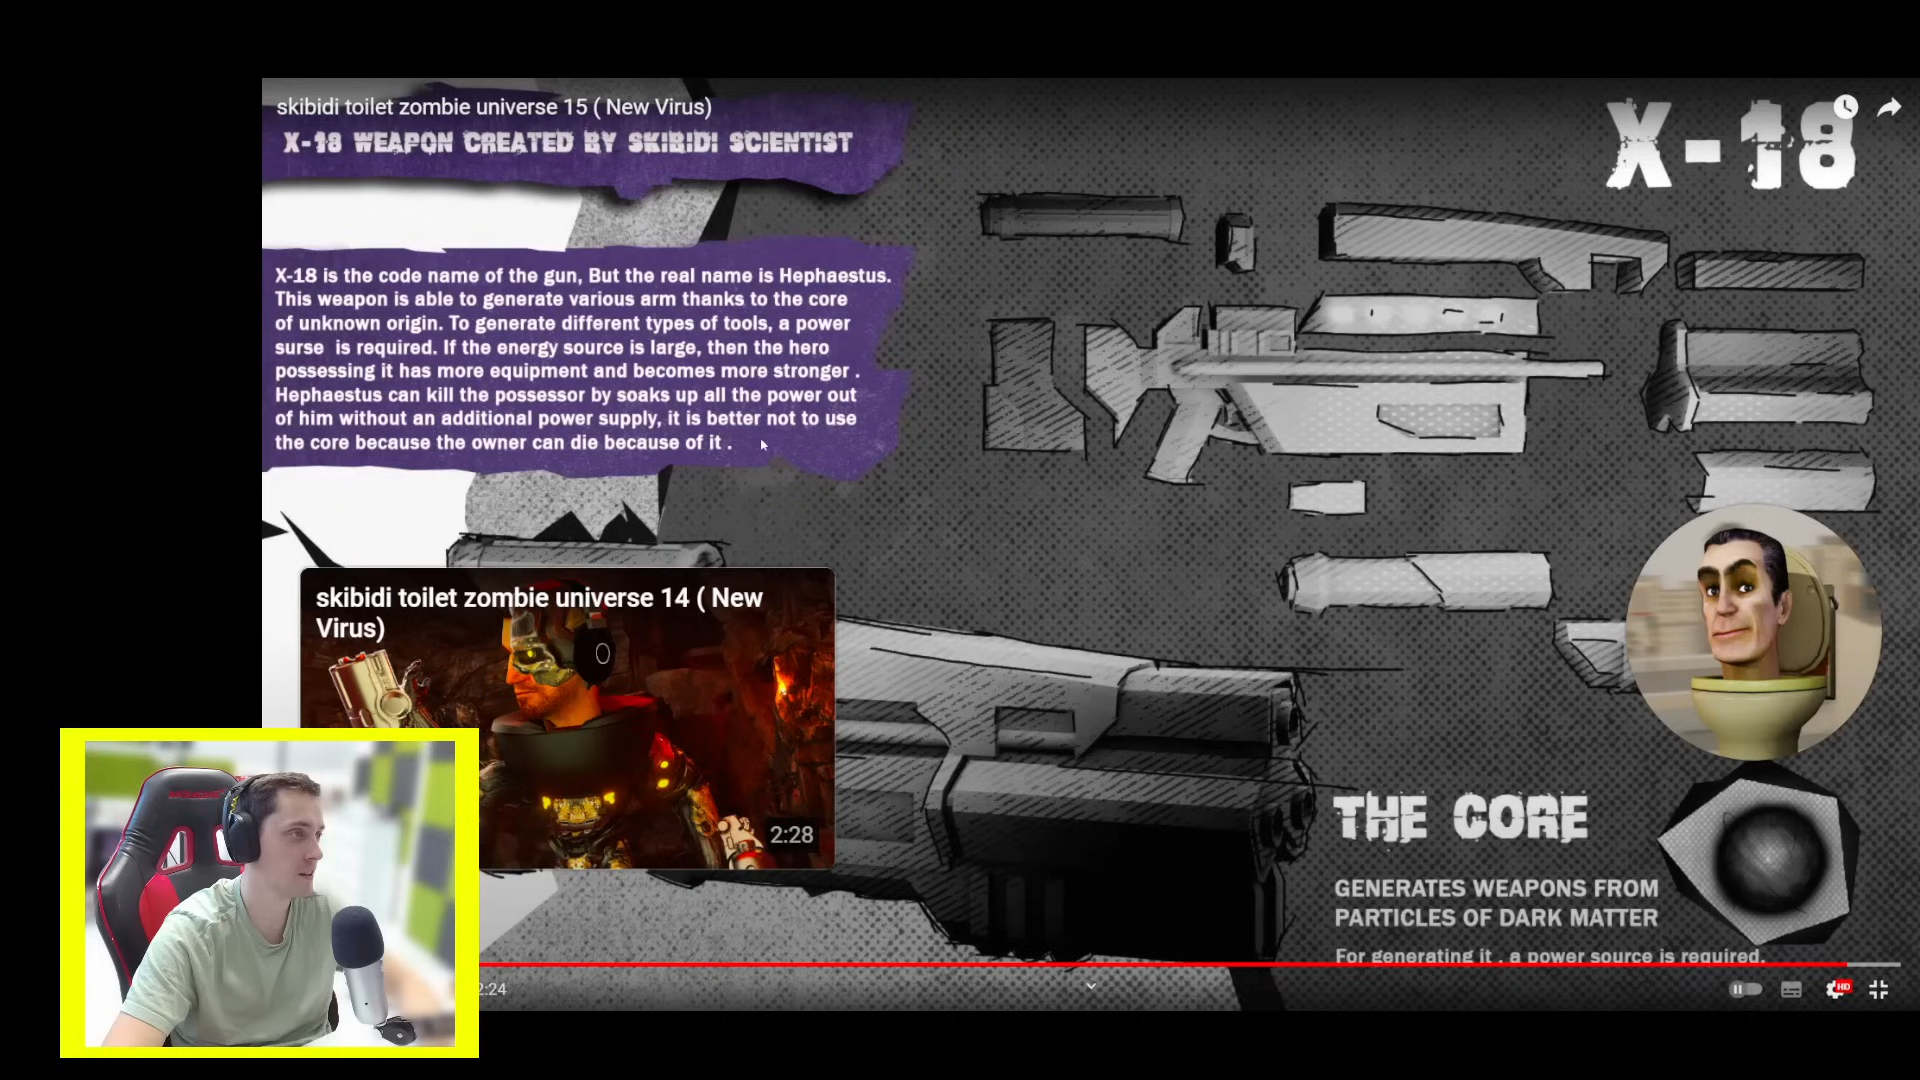 skibidi toilet zombie universe 15 ( New Virus)
X-18 WEAPON CREATED BY SKIBIDI SCIENTIST
X-18
X-18 is the code name of the gun, But the real name is Hephaestus.
This weapon is able to generate various arm thanks to the core
of unknown origin. To generate different types of tools, a power
surse is required. If the energy source is large, then the hero
possessing it has more equipment and becomes more stronger .
Hephaestus can kill the possessor by soaks up all the power out
of him without an additional power supply, it is better not to use
the core because the owner can die because of it .
skibidi toilet zombie universe 14 ( New
Virus)
2:28
THE CORE
GENERATES WEAPONS FROM
PARTICLES OF DARK MATTER
For generating it , a power source is required.
2:24
HD